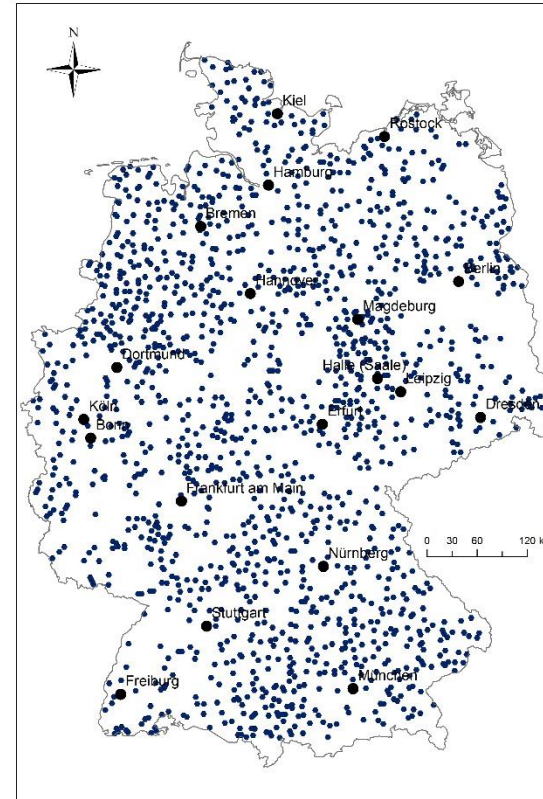 N
Kiel
Rostock
Hamburg
Bremen
Berlin
Hannover
Magdeburg
Dortmund
Halle (Saale)
Leipzig
Köln
Erfurt
Dresden
Bonn
Frankfurt am Main
0 30 60 120 k
Nürnberg
Stuttgart
Freiburg
München